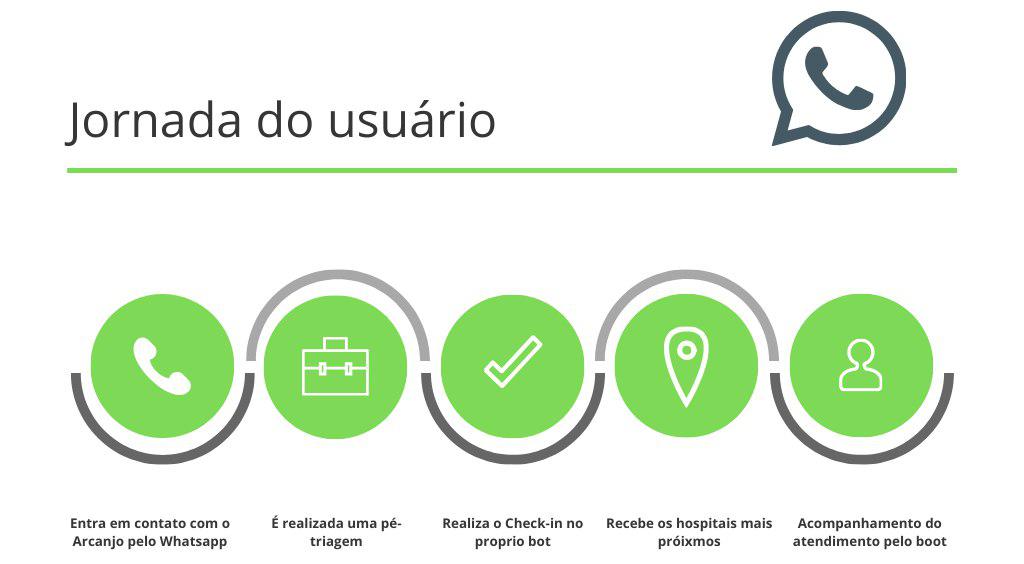 Jornada do usuário
Entra em contato com o
Arcanjo pelo Whatsapp
É realizada uma pé-
triagem
Realiza o Check-in no
proprio bot
Recebe os hospitais mais
próixmos
Acompanhamento do
atendimento pelo boot